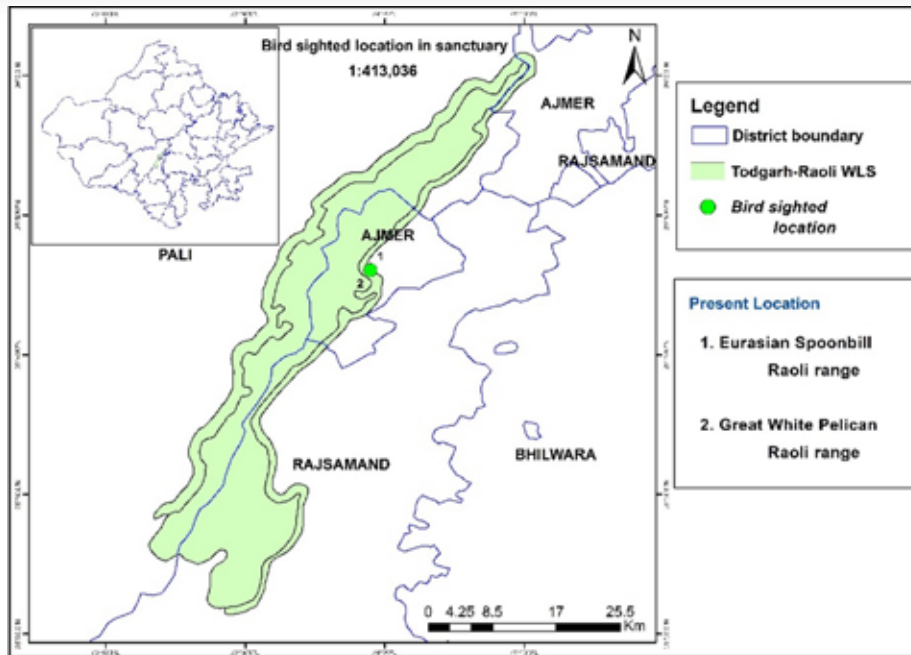 Bird sighted location in sanctuary
1:413,036
N
AJMER
RAJSAMAND
PALI
AJMER
1
2
RAJSAMAND
BHILWARA
0 4.25 8.5 17 25.5
Km
Legend
District boundary
Todgarh-Raoli WLS
Bird sighted
location
Present Location
1. Eurasian Spoonbill
Raoli range
2. Great White Pelican
Raoli range